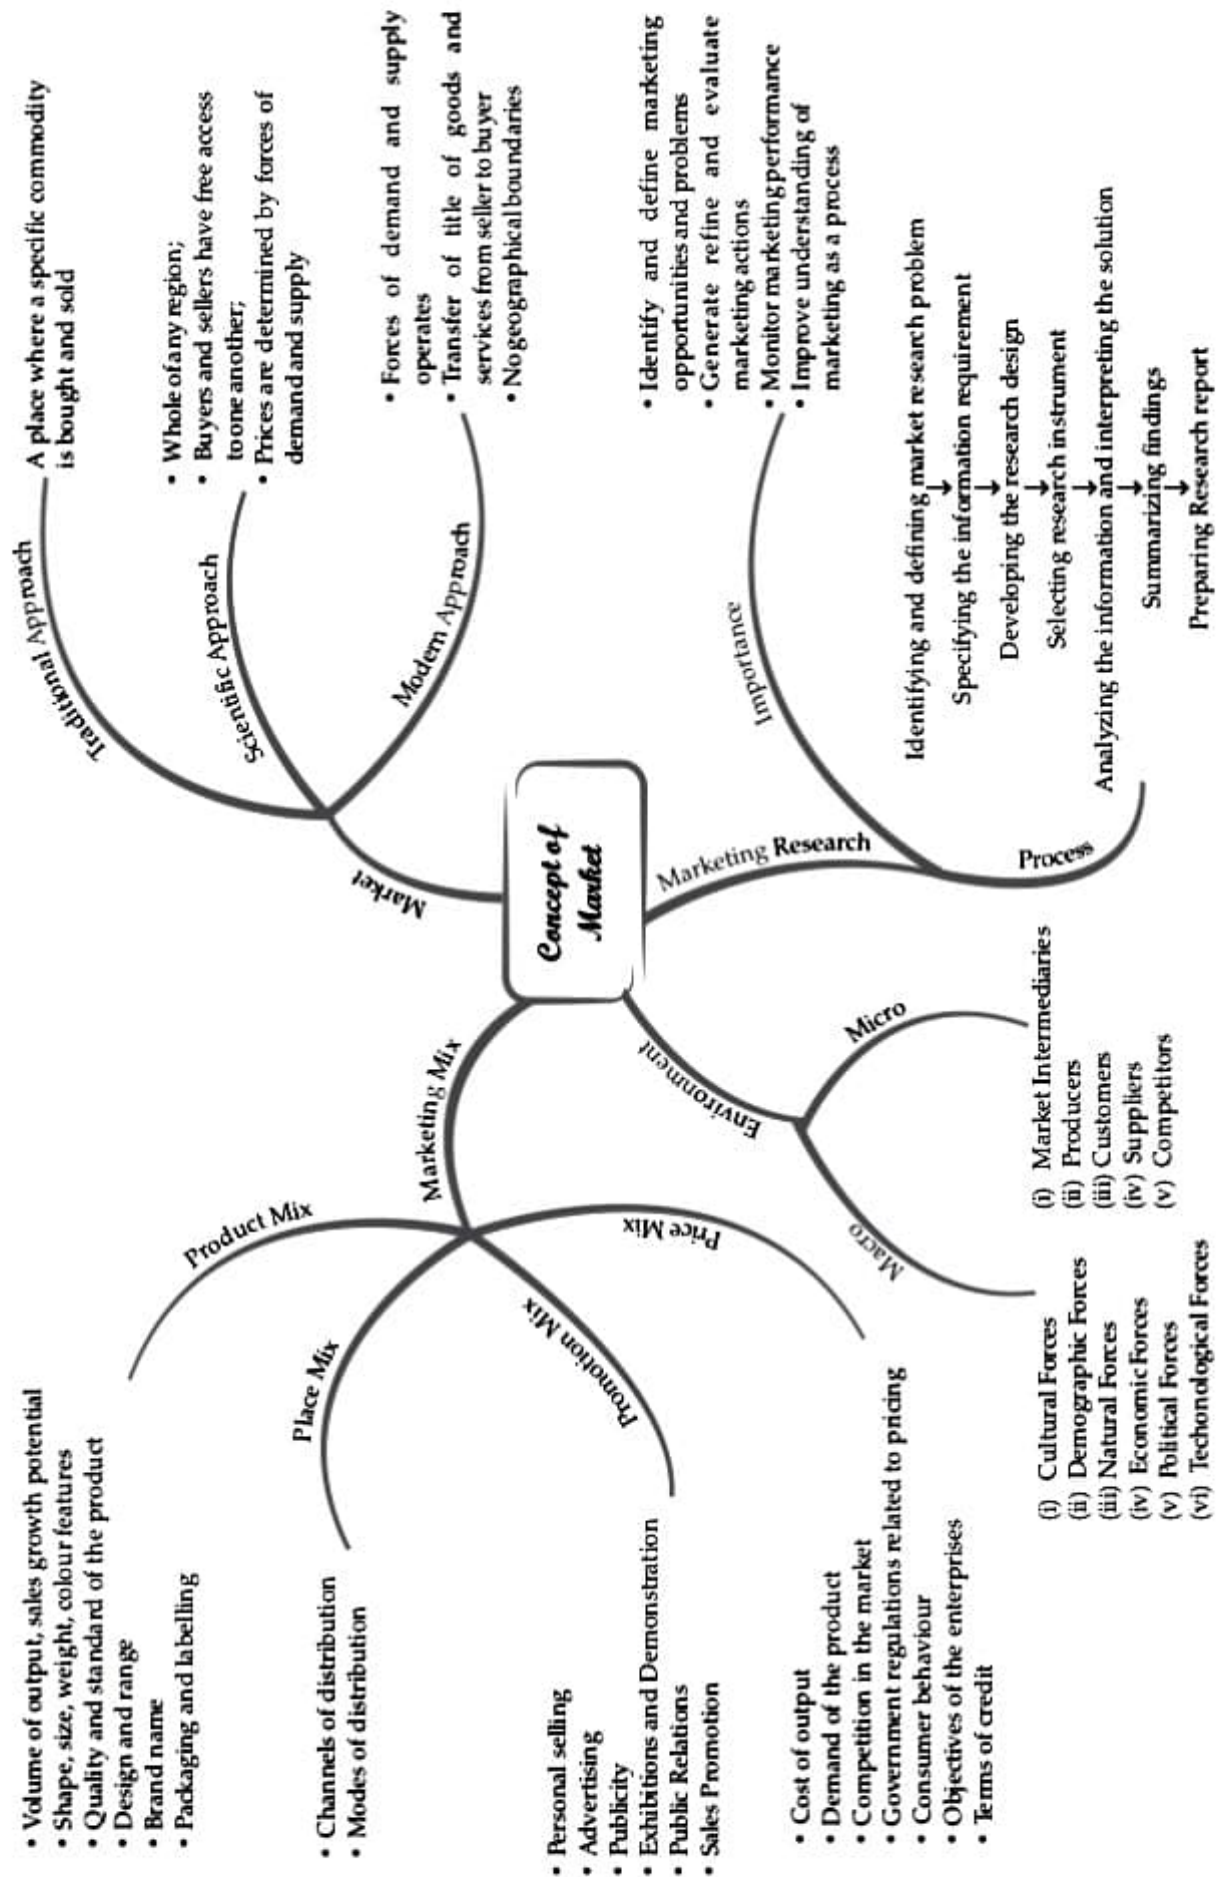 Concept of
Market
Market
Traditional Approach
A place where a specific commodity
is bought and sold
Scientific Approach
• Whole of any region;
• Buyers and sellers have free access
to one another;
• Prices are determined by forces of
demand and supply
Modern Approach
• Forces of demand and supply
operates
• Transfer of title of goods and
services from seller to buyer
• No geographical boundaries
Marketing Research
Importance
• Identify and define marketing
opportunities and problems
• Generate refine and evaluate
marketing actions
• Monitor marketing performance
• Improve understanding of
marketing as a process
Process
Identifying and defining market research problem
Specifying the information requirement
Developing the research design
Selecting research instrument
Analyzing the information and interpreting the solution
Summarizing findings
Preparing Research report
Environment
Micro
(i) Market Intermediaries
(ii) Producers
(iii) Customers
(iv) Suppliers
(v) Competitors
Macro
(i) Cultural Forces
(ii) Demographic Forces
(iii) Natural Forces
(iv) Economic Forces
(v) Political Forces
(vi) Techonological Forces
Marketing Mix
Product Mix
• Volume of output, sales growth potential
• Shape, size, weight, colour features
• Quality and standard of the product
• Design and range
• Brand name
• Packaging and labelling
Place Mix
• Channels of distribution
• Modes of distribution
Promotion Mix
• Personal selling
• Advertising
• Publicity
• Exhibitions and Demonstration
• Public Relations
• Sales Promotion
Price Mix
• Cost of output
• Demand of the product
• Competition in the market
• Government regulations related to pricing
• Consumer behaviour
• Objectives of the enterprises
• Terms of credit